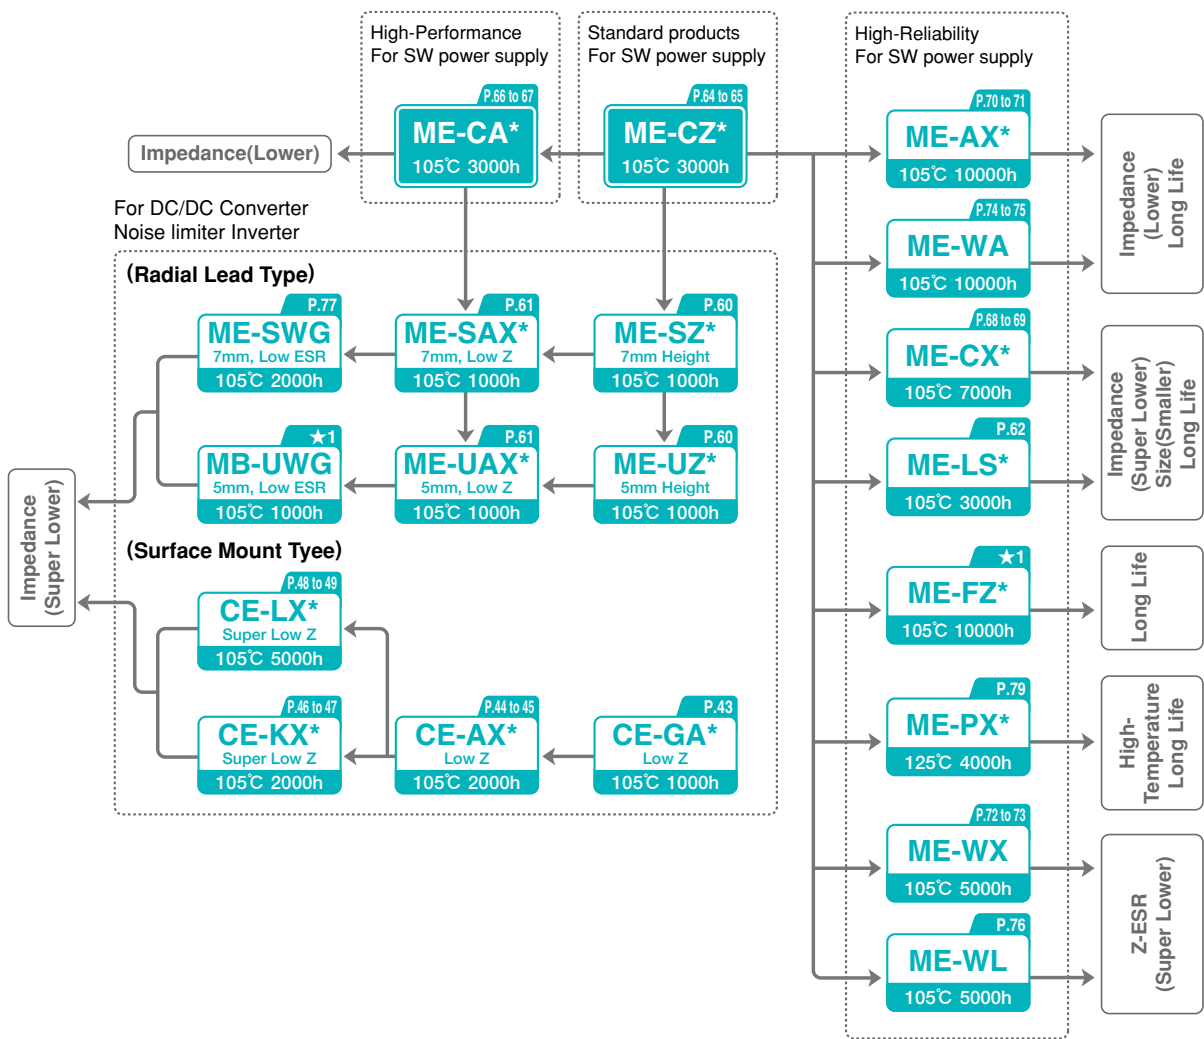 High-Performance
For SW power supply
P.66 to 67
ME-CA*
105℃ 3000h
Standard products
For SW power supply
P.64 to 65
ME-CZ*
105℃ 3000h
Impedance(Lower)
For DC/DC Converter
Noise limiter Inverter
(Radial Lead Type)
P.77
ME-SWG
7mm, Low ESR
105℃ 2000h
P.61
ME-SAX*
7mm, Low Z
105℃ 1000h
P.60
ME-SZ*
7mm Height
105℃ 1000h
★1
MB-UWG
5mm, Low ESR
105℃ 1000h
P.61
ME-UAX*
5mm, Low Z
105℃ 1000h
P.60
ME-UZ*
5mm Height
105℃ 1000h
Impedance
(Super Lower)
(Surface Mount Tyee)
P.48 to 49
CE-LX*
Super Low Z
105℃ 5000h
P.46 to 47
CE-KX*
Super Low Z
105℃ 2000h
P.44 to 45
CE-AX*
Low Z
105℃ 2000h
P.43
CE-GA*
Low Z
105℃ 1000h
High-Reliability
For SW power supply
P.70 to 71
ME-AX*
105℃ 10000h
P.74 to 75
ME-WA
105℃ 10000h
Impedance
(Lower)
Long Life
P.68 to 69
ME-CX*
105℃ 7000h
P.62
ME-LS*
105℃ 3000h
Impedance
(Super Lower)
Size(Smaller)
Long Life
★1
ME-FZ*
105℃ 10000h
Long Life
P.79
ME-PX*
125℃ 4000h
High-
Temperature
Long Life
P.72 to 73
ME-WX
105℃ 5000h
P.76
ME-WL
105℃ 5000h
Z-ESR
(Super Lower)